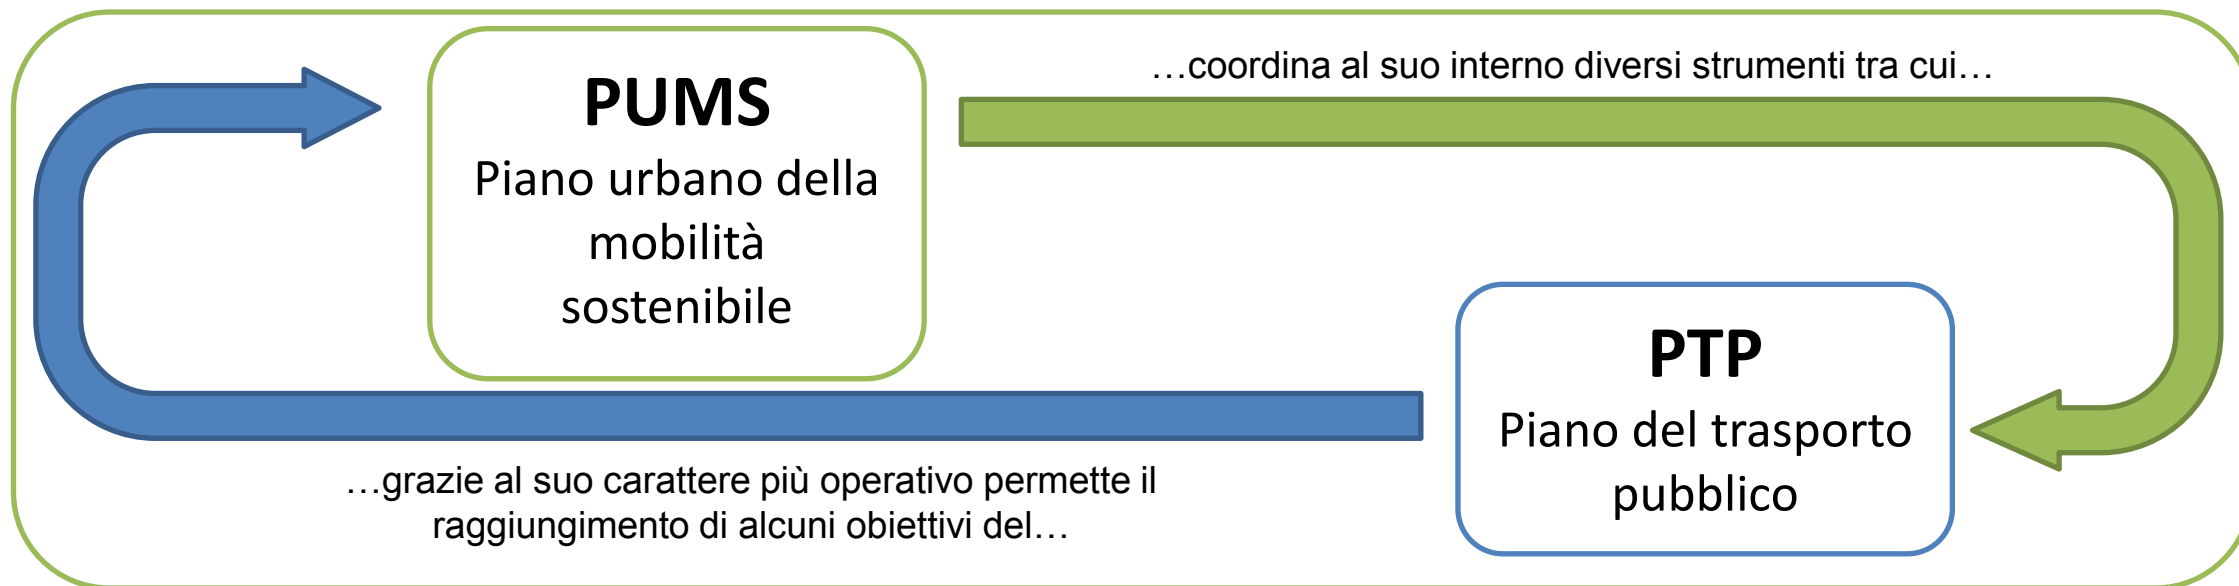 PUMS
Piano urbano della
mobilità
sostenibile
…coordina al suo interno diversi strumenti tra cui…
PTP
Piano del trasporto
pubblico
…grazie al suo carattere più operativo permette il
raggiungimento di alcuni obiettivi del…